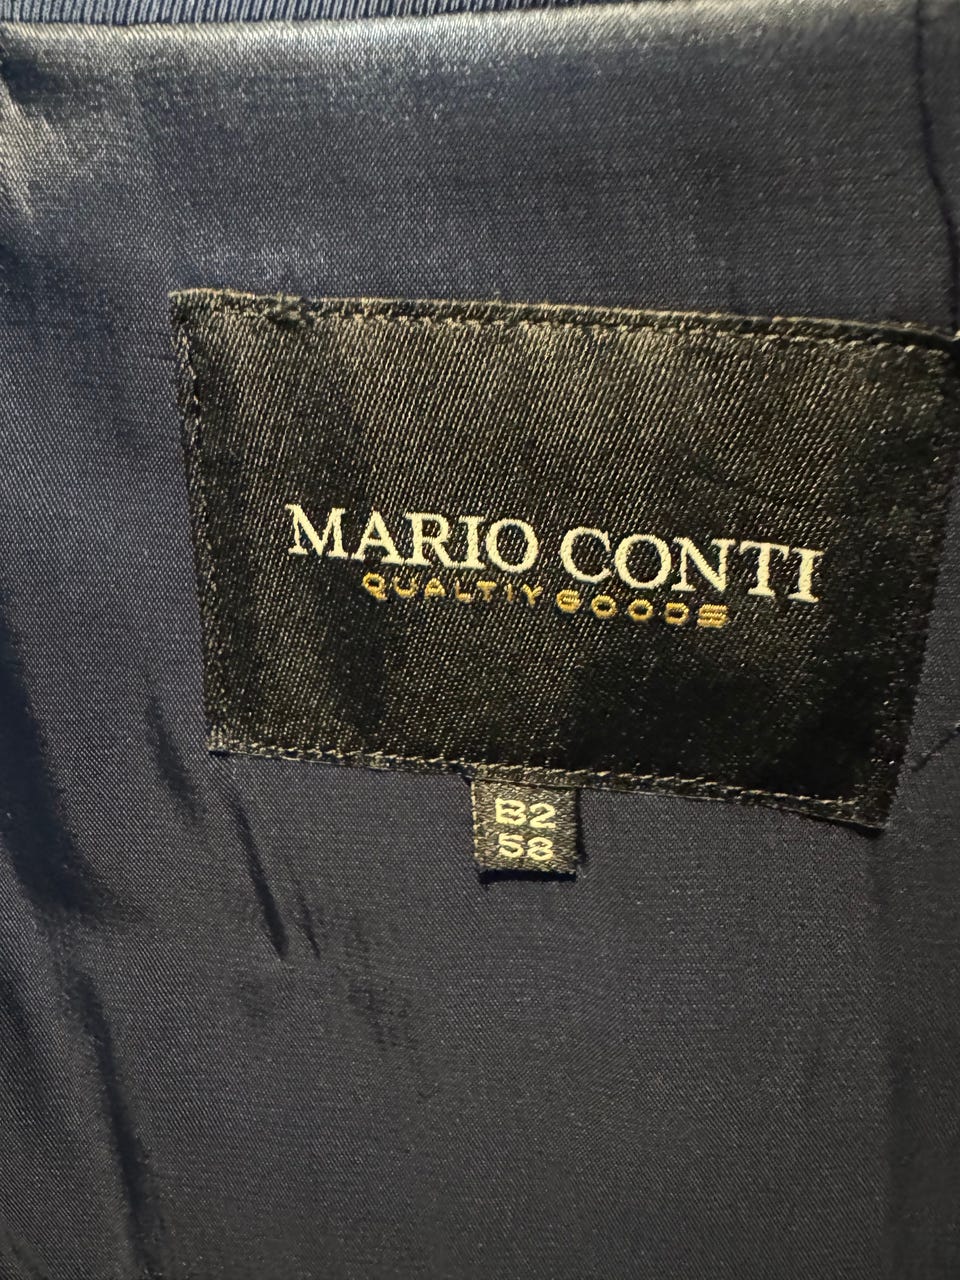 MARIO CONTI
QUALTIY GOODS
B2
58